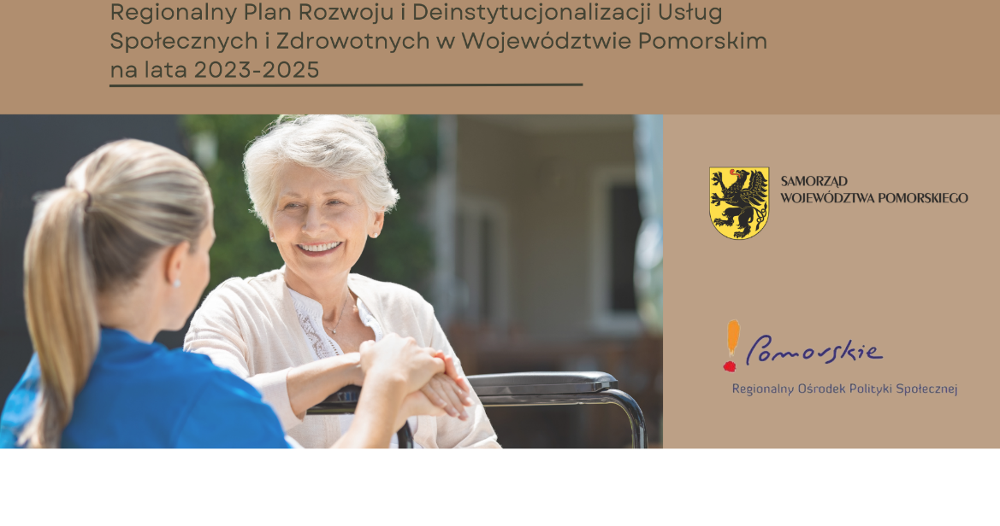 Regionalny Plan Rozwoju i Deinstytucjonalizacji Usług
Społecznych i Zdrowotnych w Województwie Pomorskim
na lata 2023-2025
SAMORZĄD
WOJEWÓDZTWA POMORSKIEGO
Pomorskie
Regionalny Ośrodek Polityki Społecznej